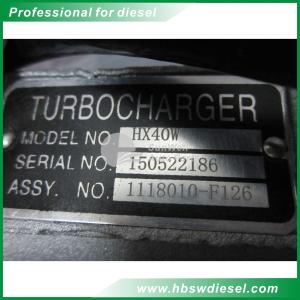 Professional for diesel
TURBOCHARGER
MODEL NO. HX40W
SERIAL NO. 150522186
ASSY. NO. 1118010-F126
www.hbswdiesel.com